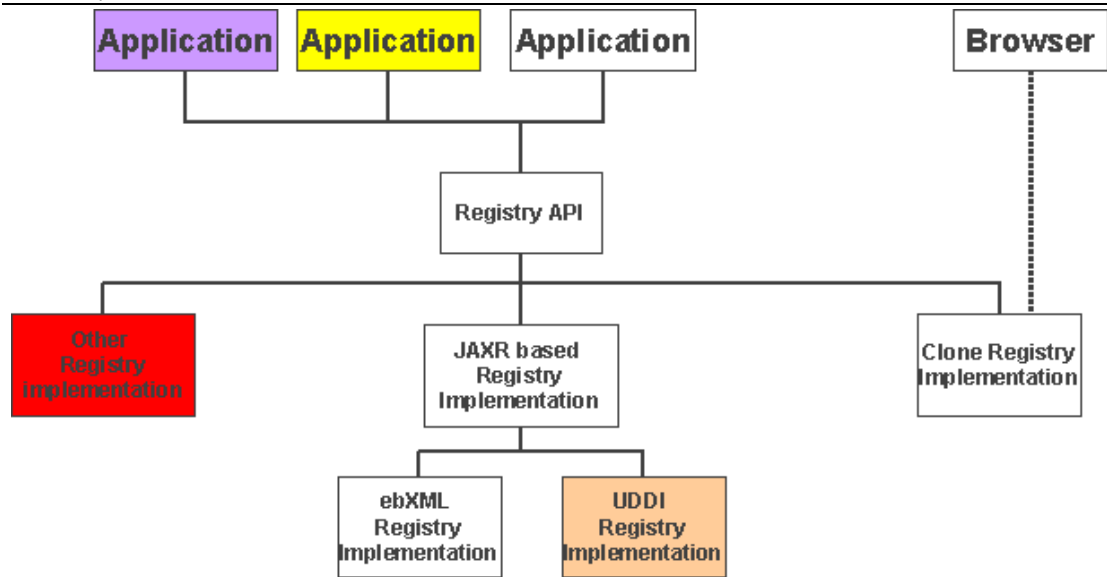 Application
Application
Application
Browser
Registry API
Other
Registry
implementation
JAXR based
Registry
Implementation
Clone Registry
Implementation
ebXML
Registry
Implementation
UDDI
Registry
Implementation